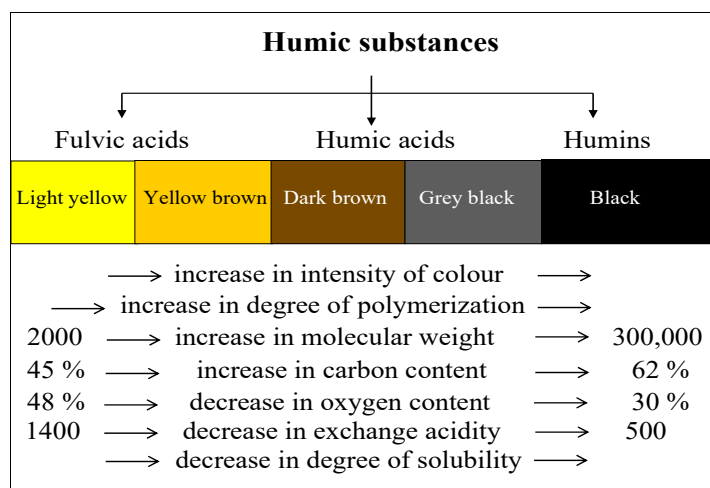 Humic substances
Fulvic acids Humic acids Humins
Light yellow Yellow brown Dark brown Grey black Black
increase in intensity of colour
increase in degree of polymerization
2000 increase in molecular weight 300,000
45 % increase in carbon content 62 %
48 % decrease in oxygen content 30 %
1400 decrease in exchange acidity 500
decrease in degree of solubility